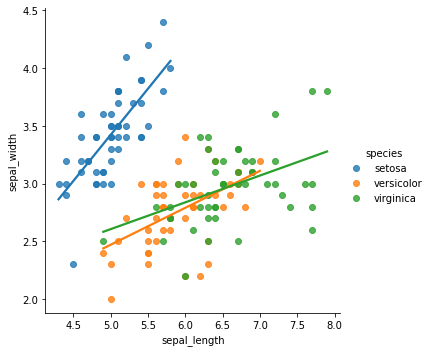 4.5
4.0
3.5
3.0
2.5
2.0
sepal_width
4.5 5.0 5.5 6.0 6.5 7.0 7.5 8.0
sepal_length
species
setosa
versicolor
virginica